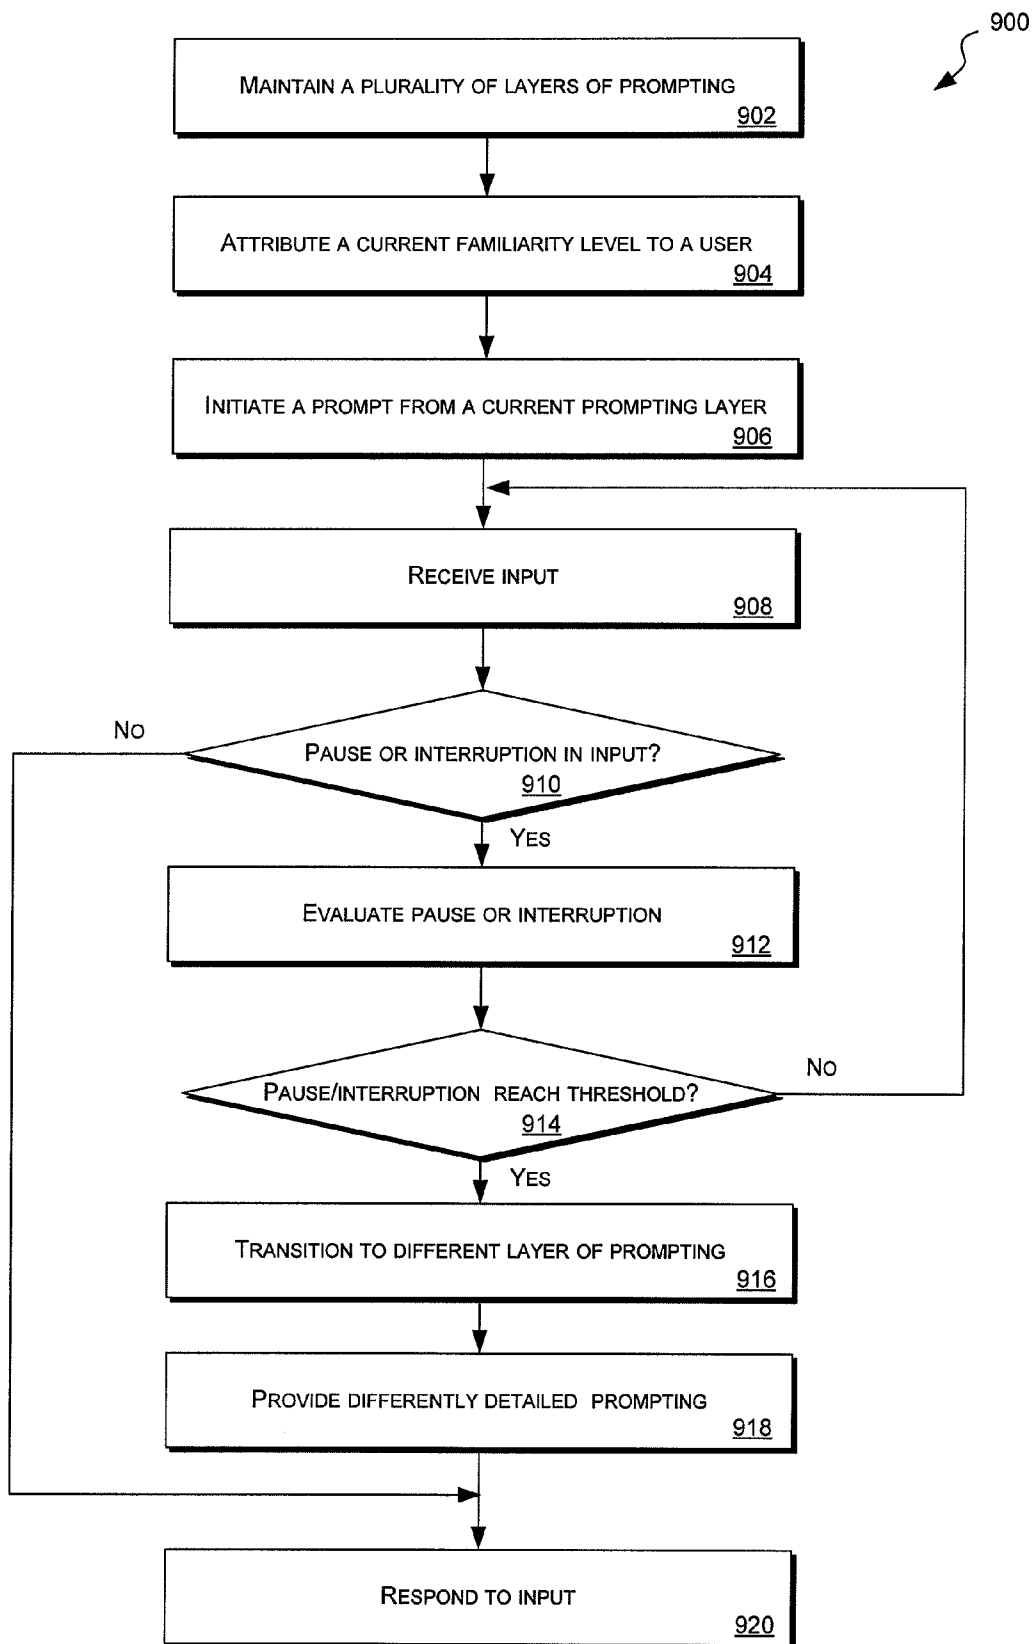 900
MAINTAIN A PLURALITY OF LAYERS OF PROMPTING
902
ATTRIBUTE A CURRENT FAMILIARITY LEVEL TO A USER
904
INITIATE A PROMPT FROM A CURRENT PROMPTING LAYER
906
RECEIVE INPUT
908
NO
PAUSE OR INTERRUPTION IN INPUT?
910
YES
EVALUATE PAUSE OR INTERRUPTION
912
NO
PAUSE/INTERRUPTION REACH THRESHOLD?
914
YES
TRANSITION TO DIFFERENT LAYER OF PROMPTING
916
PROVIDE DIFFERENTLY DETAILED PROMPTING
918
RESPOND TO INPUT
920